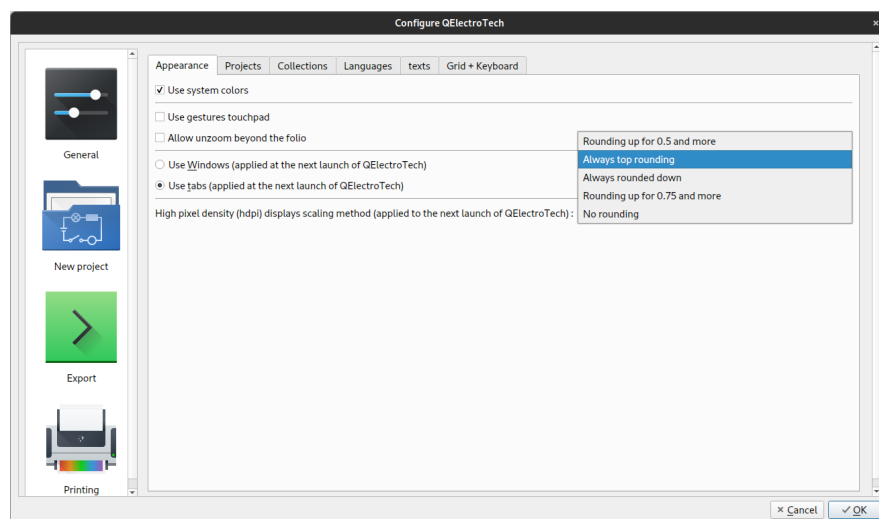 Configure QElectroTech
General
New project
Export
Printing
Appearance Projects Collections Languages texts Grid + Keyboard
Use system colors
Use gestures touchpad
Allow unzoom beyond the folio
Use Windows (applied at the next launch of QElectroTech)
Use tabs (applied at the next launch of QElectroTech)
High pixel density (hdpi) displays scaling method (applied to the next launch of QElectroTech) :
Rounding up for 0.5 and more
Always top rounding
Always rounded down
Rounding up for 0.75 and more
No rounding
Cancel OK